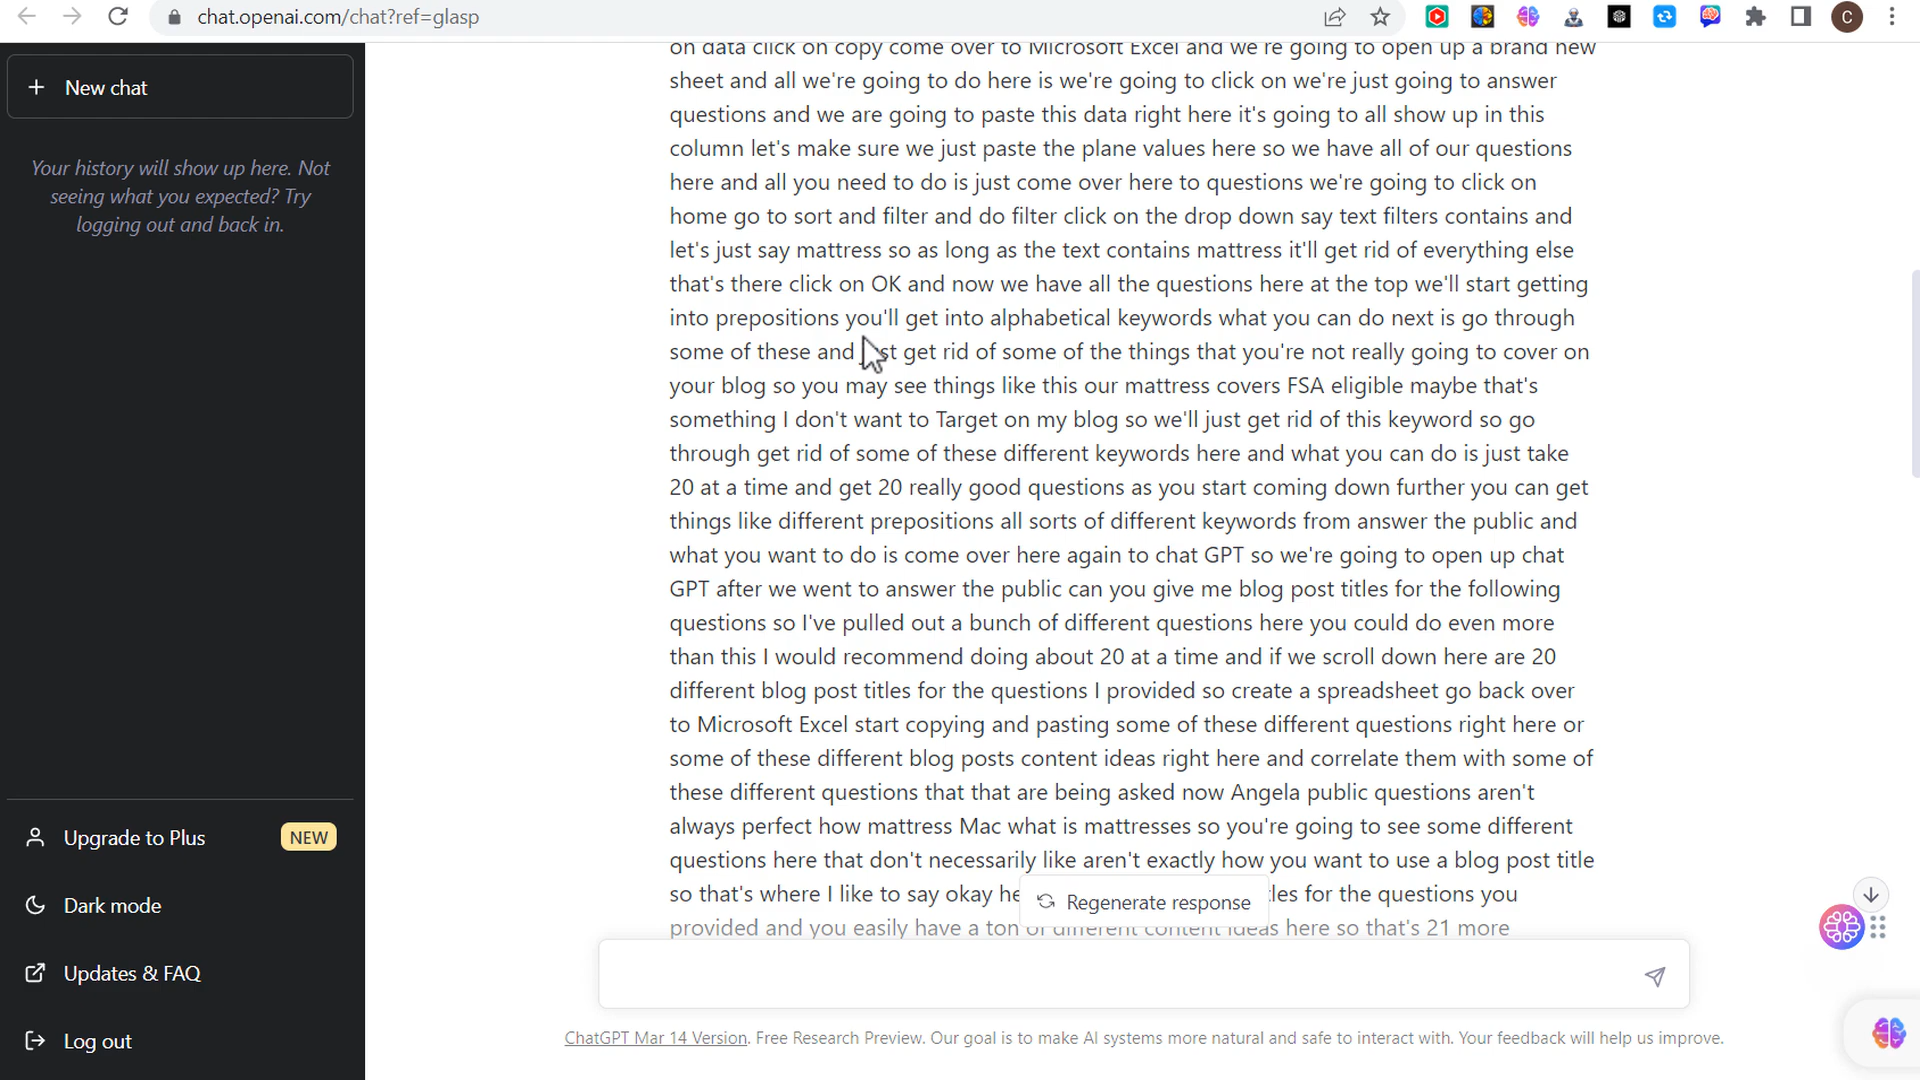 chat.openai.com/chat?ref=glasp
C
New chat
Your history will show up here. Not
seeing what you expected? Try
logging out and back in.
Upgrade to Plus
NEW
Dark mode
Updates & FAQ
Log out
on data click on copy come over to Microsoft Excel and we're going to open up a brand new
sheet and all we're going to do here is we're going to click on we're just going to answer
questions and we are going to paste this data right here it's going to all show up in this
column let's make sure we just paste the plane values here so we have all of our questions
here and all you need to do is just come over here to questions we're going to click on
home go to sort and filter and do filter click on the drop down say text filters contains and
let's just say mattress so as long as the text contains mattress it'll get rid of everything else
that's there click on OK and now we have all the questions here at the top we'll start getting
into prepositions you'll get into alphabetical keywords what you can do next is go through
some of these and just get rid of some of the things that you're not really going to cover on
your blog so you may see things like this our mattress covers FSA eligible maybe that's
something I don't want to Target on my blog so we'll just get rid of this keyword so go
through get rid of some of these different keywords here and what you can do is just take
20 at a time and get 20 really good questions as you start coming down further you can get
things like different prepositions all sorts of different keywords from answer the public and
what you want to do is come over here again to chat GPT so we're going to open up chat
GPT after we went to answer the public can you give me blog post titles for the following
questions so I've pulled out a bunch of different questions here you could do even more
than this I would recommend doing about 20 at a time and if we scroll down here are 20
different blog post titles for the questions I provided so create a spreadsheet go back over
to Microsoft Excel start copying and pasting some of these different questions right here or
some of these different blog posts content ideas right here and correlate them with some of
these different questions that that are being asked now Angela public questions aren't
always perfect how mattress Mac what is mattresses so you're going to see some different
questions here that don't necessarily like aren't exactly how you want to use a blog post title
so that's where I like to say okay he les for the questions you
provided and you easily have a ton of different content ideas here so that's 21 more
Regenerate response
ChatGPT Mar 14 Version. Free Research Preview. Our goal is to make AI systems more natural and safe to interact with. Your feedback will help us improve.